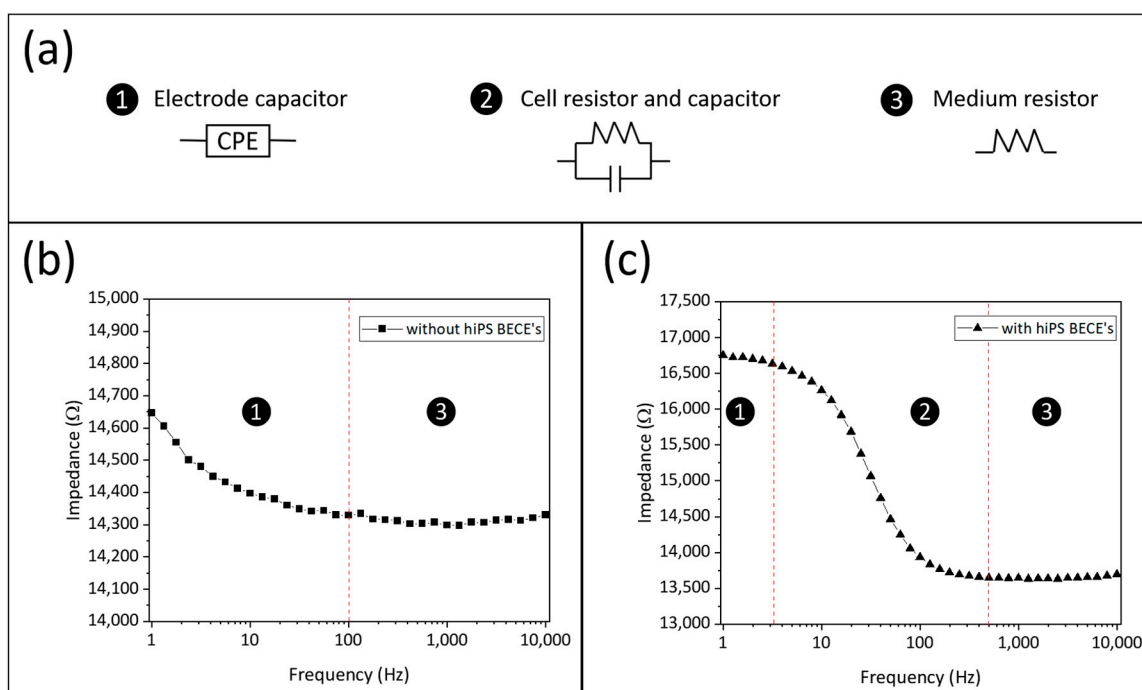 (a)
1 Electrode capacitor
2 Cell resistor and capacitor
3 Medium resistor
CPE
(b)
15,000
14,900
14,800
14,700
14,600
14,500
14,400
14,300
14,200
14,100
14,000
Impedance (Ω)
without hiPS BECE's
1
3
1
10
100
1,000
10,000
Frequency (Hz)
(c)
17,500
17,000
16,500
16,000
15,500
15,000
14,500
14,000
13,500
13,000
Impedance (Ω)
with hiPS BECE's
1
2
3
1
10
100
1,000
10,000
Frequency (Hz)